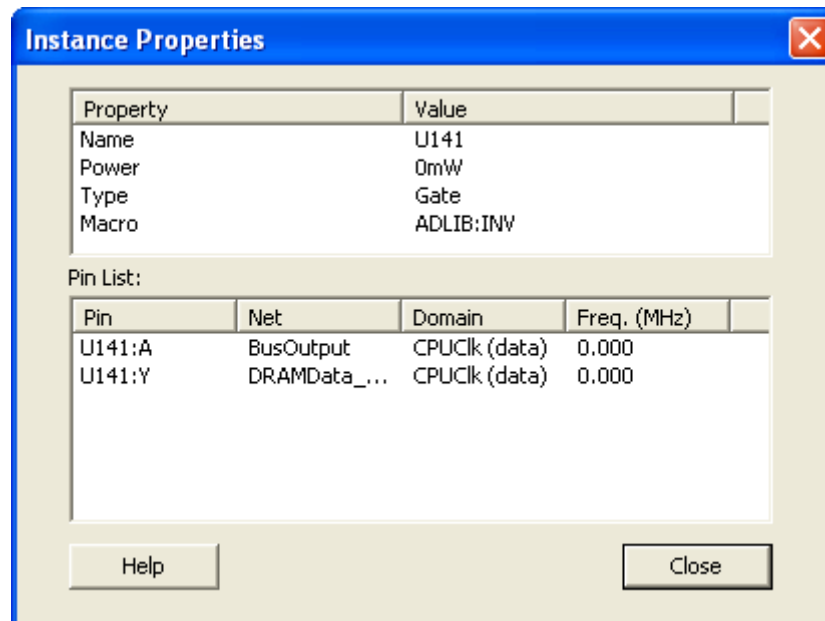 Instance Properties
Property Value
Name U141
Power 0mW
Type Gate
Macro ADLIB:INV
Pin List:
Pin Net Domain Freq. (MHz)
U141:A BusOutput CPUClk (data) 0.000
U141:Y DRAMData_... CPUClk (data) 0.000
Help Close